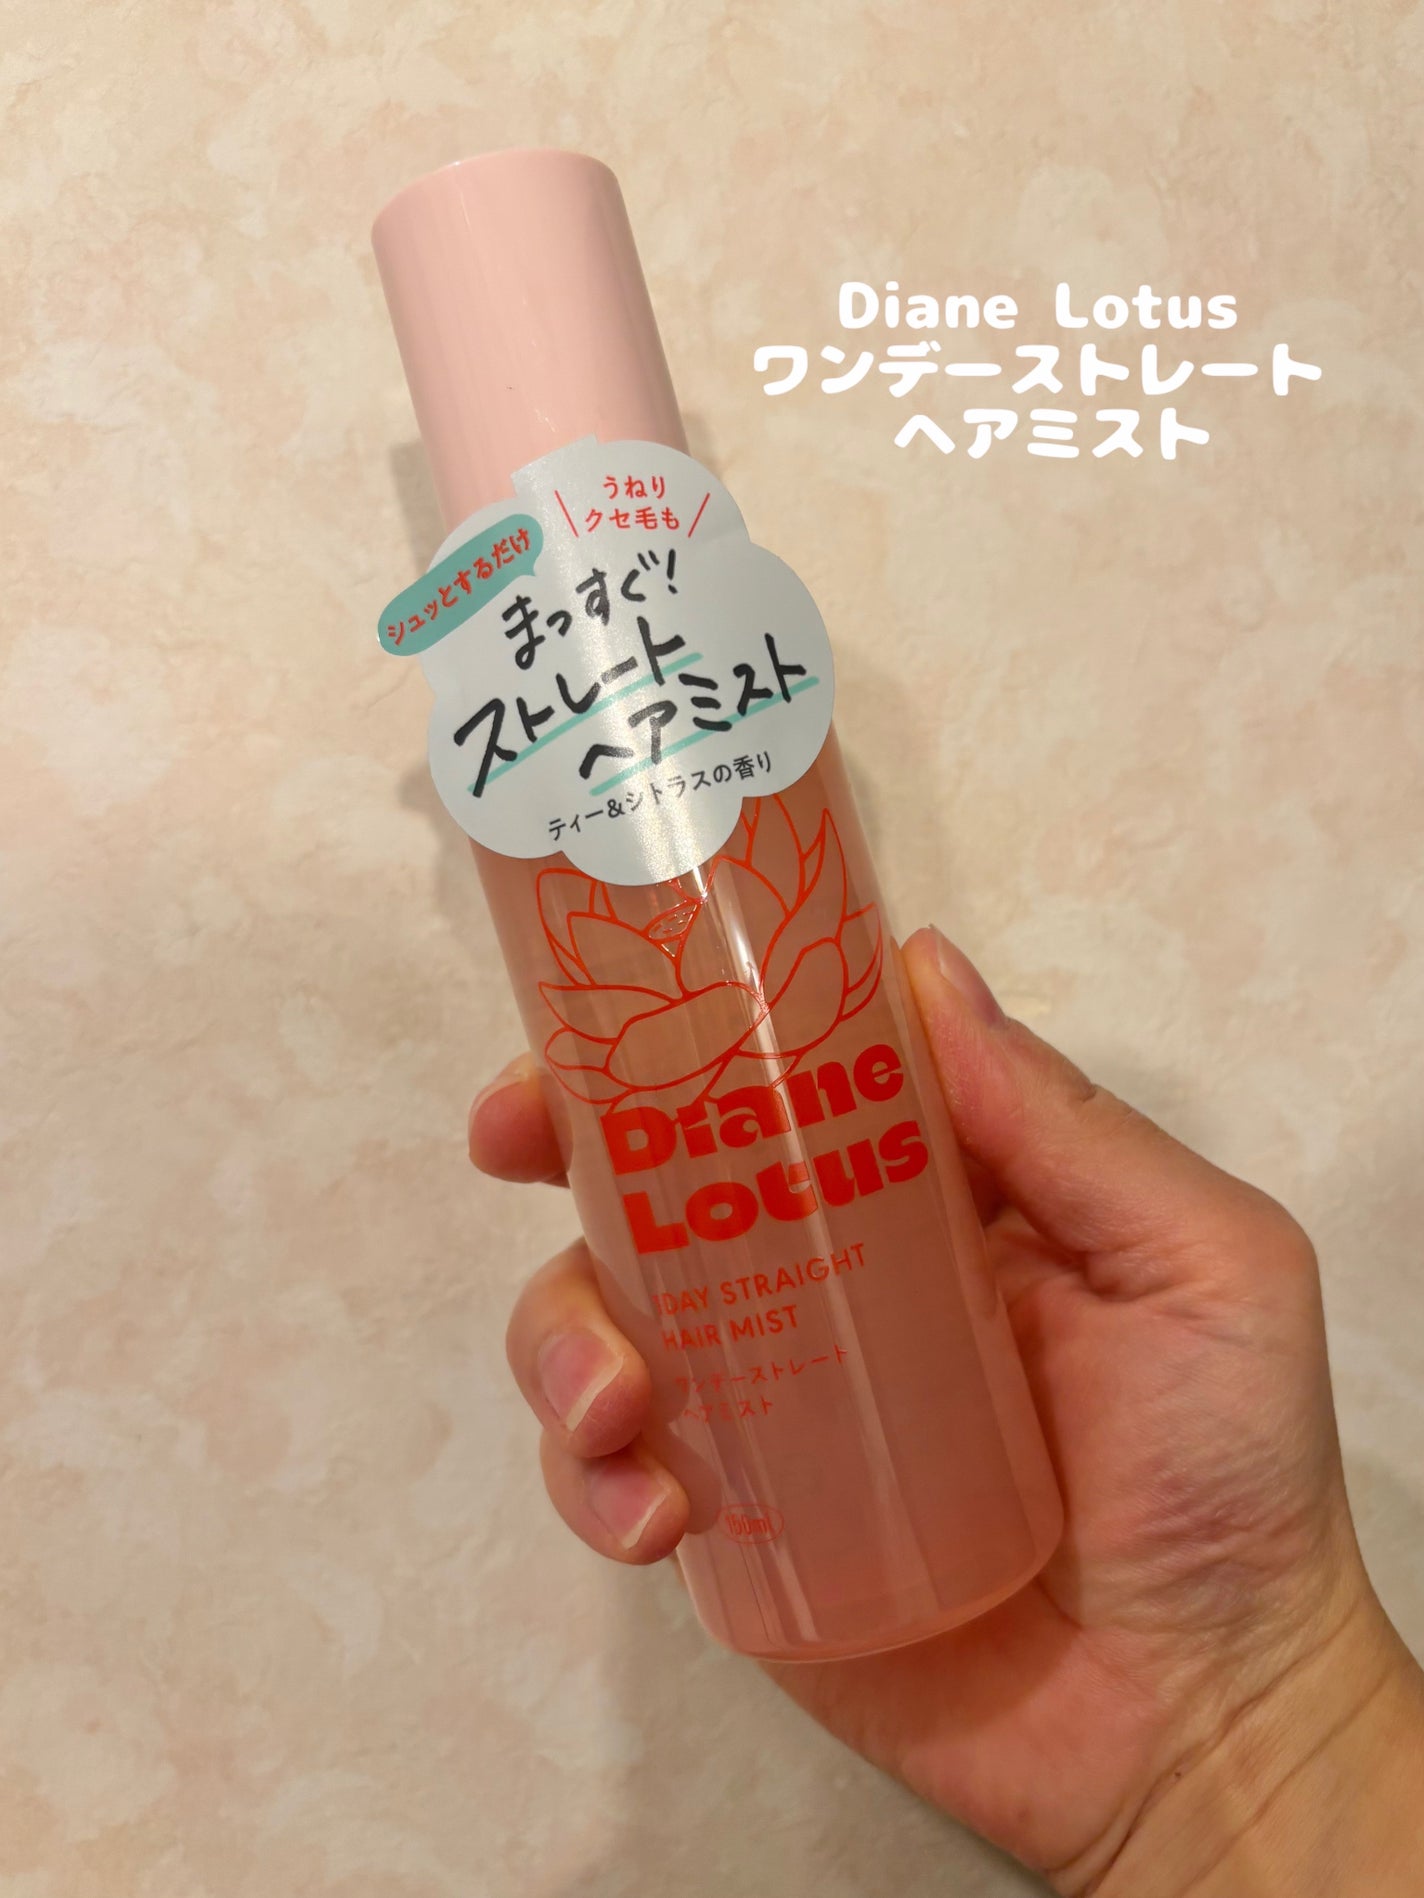 Diane Lotus
ワンデーストレート
ヘアミスト
うねり
クセ毛も
シュッとするだけ
まっすぐ!
ストレート
ヘアミスト
ティー&シトラスの香り
Diane
Lotus
1DAY STRAIGHT
HAIR MIST
ワンデーストレート
ヘアミスト
150ml